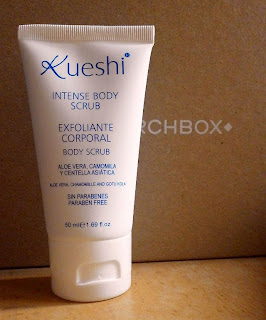 Kueshi
INTENSE BODY
SCRUB
EXFOLIANTE
CORPORAL
BODY SCRUB
ALOE VERA, CAMOMILA
Y CENTELLA ASIÁTICA
ALOE VERA, CHAMOMILLE AND GOTU KOLA
SIN PARABENES
PARABEN FREE
50 ml e 1.69 fl.oz
RCHBOX